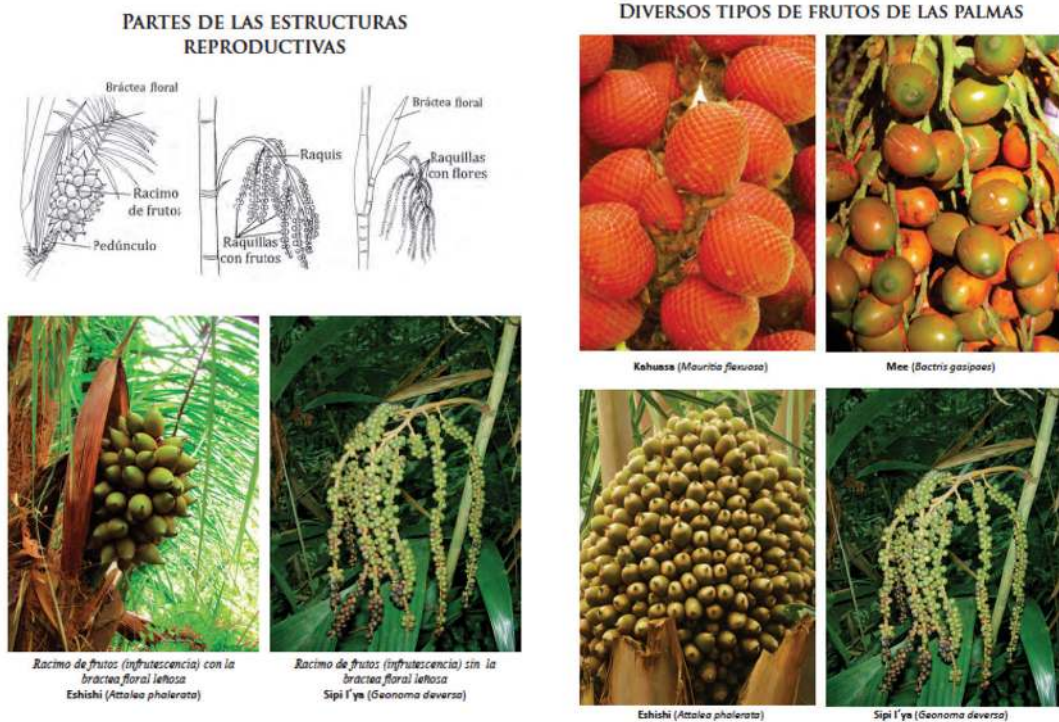 PARTES DE LAS ESTRUCTURAS
REPRODUCTIVAS
Bráctea floral
Racimo
de frutos
Pedúnculo
Raquis
Raquillas
con frutos
Bráctea floral
Raquillas
con flores
Racimo de frutos (infrutescencia) con la
bráctea floral leñosa
Eshishi (Attalea phalerata)
Racimo de frutos (infrutescencia) sin la
bráctea floral leñosa
Sipi l'ya (Geonoma deversa)
DIVERSOS TIPOS DE FRUTOS DE LAS PALMAS
Kahuasa (Mauritia flexuosa)
Mee (Bactris gasipaes)
Eshishi (Attalea phalerata)
Sipi l'ya (Geonoma deversa)